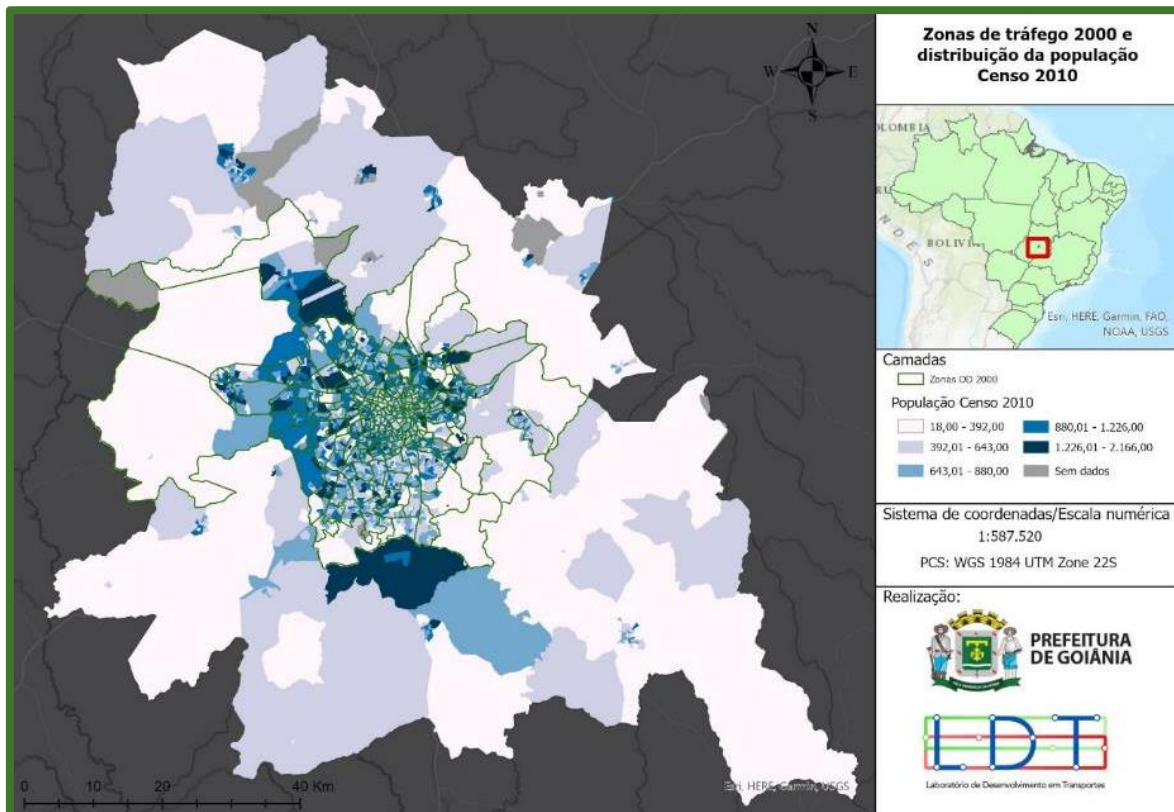 N
W E
S
0 10 20 40 Km
Esri, HERE, Garmin, USGS
Zonas de tráfego 2000 e
distribuição da população
Censo 2010
COLOMBIA
BOLIVIA
Esri, HERE, Garmin, FAO,
NOAA, USGS
Camadas
Zonas OD 2000
População Censo 2010
18,00 - 392,00
392,01 - 643,00
643,01 - 880,00
880,01 - 1.226,00
1.226,01 - 2.166,00
Sem dados
Sistema de coordenadas/Escala numérica
1:587.520
PCS: WGS 1984 UTM Zone 22S
Realização:
PREFEITURA
DE GOIÂNIA
LDT
Laboratório de Desenvolvimento em Transportes